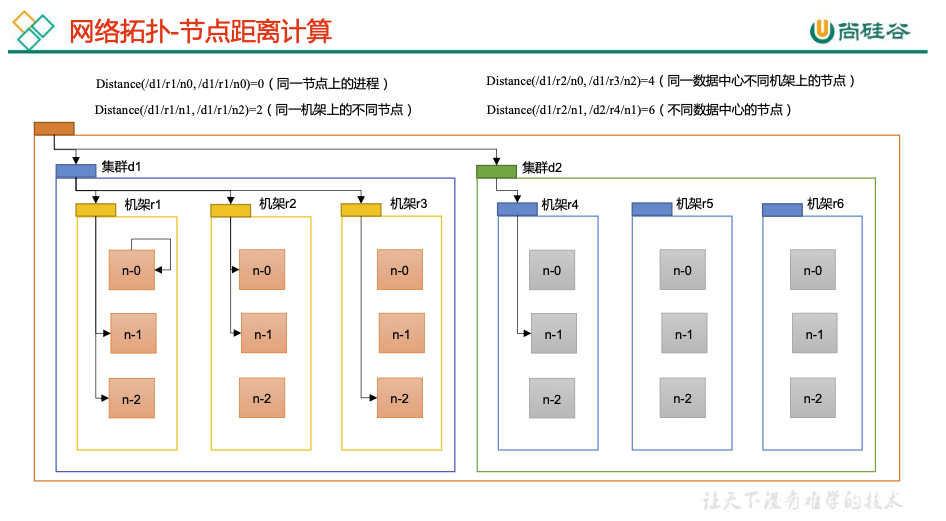 网络拓扑-节点距离计算
尚硅谷
Distance(/d1/r1/n0, /d1/r1/n0)=0（同一节点上的进程）
Distance(/d1/r2/n0, /d1/r3/n2)=4（同一数据中心不同机架上的节点）
Distance(/d1/r1/n1, /d1/r1/n2)=2（同一机架上的不同节点）
Distance(/d1/r2/n1, /d2/r4/n1)=6（不同数据中心的节点）
集群d1
集群d2
机架r1
机架r2
机架r3
机架r4
机架r5
机架r6
n-0
n-0
n-0
n-0
n-0
n-0
n-1
n-1
n-1
n-1
n-1
n-1
n-2
n-2
n-2
n-2
n-2
n-2
让天下没有难学的技术